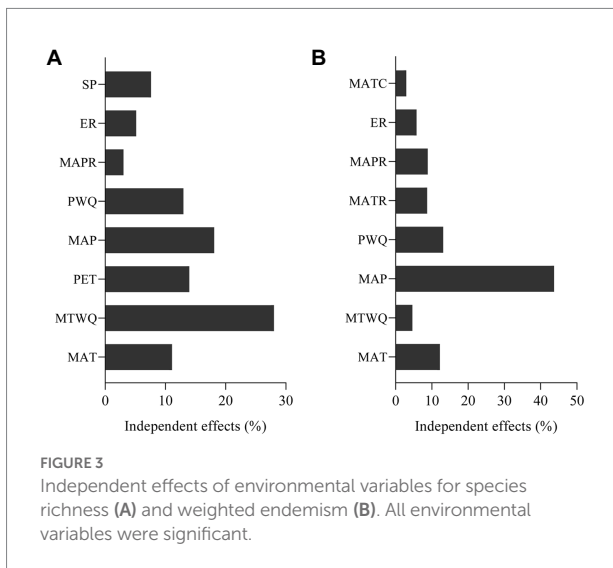 A
SP
ER
MAPR
PWQ
MAP
PET
MTWQ
MAT
0 10 20 30
Independent effects (%)
B
MATC
ER
MAPR
MATR
PWQ
MAP
MTWQ
MAT
0 10 20 30 40 50
Independent effects (%)
FIGURE 3
Independent effects of environmental variables for species
richness (A) and weighted endemism (B). All environmental
variables were significant.